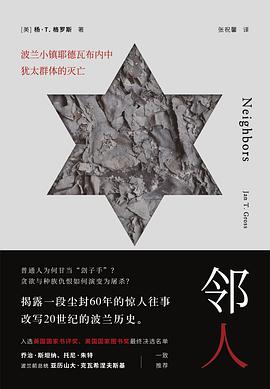 [美] 杨·T. 格罗斯 著
张祝馨 译
波兰小镇耶德瓦布内中
犹太群体的灭亡
Neighbors
Jan T. Gross
邻人
普通人为何甘当“刽子手”？
贪欲与种族仇恨如何演变为屠杀？
揭露一段尘封60年的惊人往事
改写20世纪的波兰历史。
入选美国国家书评奖、美国国家图书奖最终决选名单
乔治·斯坦纳、托尼·朱特
波兰前总统 亚历山大·克瓦希涅夫斯基
一致
推荐